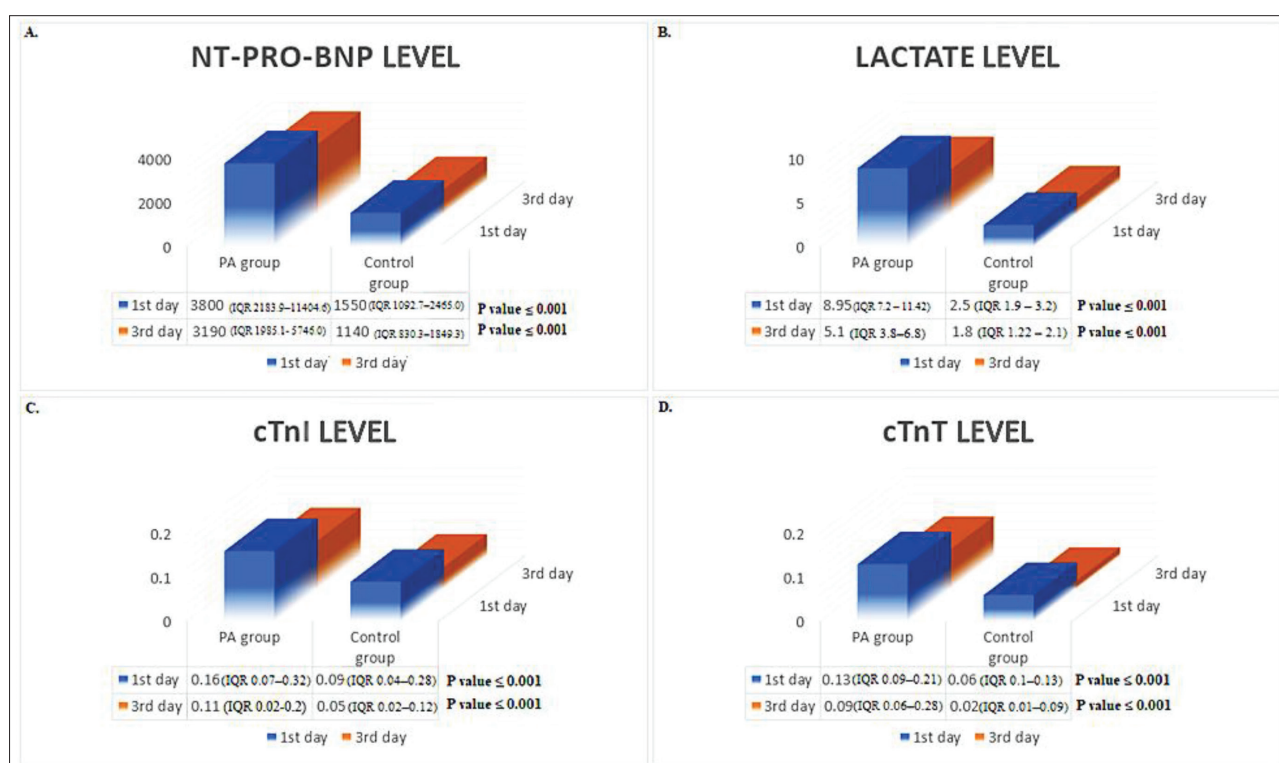 A.
NT-PRO-BNP LEVEL
4000
2000
0
3rd day
1st day
PA group
Control
group
1st day 3800 (IQR 2183.9–11404.6) 1550 (IQR 1092.7–2465.0) P value ≤ 0.001
3rd day 3190 (IQR 1985.1-5746.0) 1140 (IQR 830.3–1849.3) P value ≤ 0.001
1st day 3rd day
B.
LACTATE LEVEL
10
5
0
3rd day
1st day
PA group
Control
group
1st day 8.95 (IQR 7.2 – 11.42) 2.5 (IQR 1.9 – 3.2) P value ≤ 0.001
3rd day 5.1 (IQR 3.8–6.8) 1.8 (IQR 1.22 – 2.1) P value ≤ 0.001
1st day 3rd day
C.
cTnI LEVEL
0.2
0.1
0
3rd day
1st day
PA group
Control
group
1st day 0.16 (IQR 0.07–0.32) 0.09 (IQR 0.04–0.28) P value ≤ 0.001
3rd day 0.11 (IQR 0.02-0.2) 0.05 (IQR 0.02–0.12) P value ≤ 0.001
1st day 3rd day
D.
cTnT LEVEL
0.2
0.1
0
3rd day
1st day
PA group
Control
group
1st day 0.13(IQR 0.09–0.21) 0.06 (IQR 0.1–0.13) P value ≤ 0.001
3rd day 0.09(IQR 0.06–0.28) 0.02(IQR 0.01–0.09) P value ≤ 0.001
1st day 3rd day